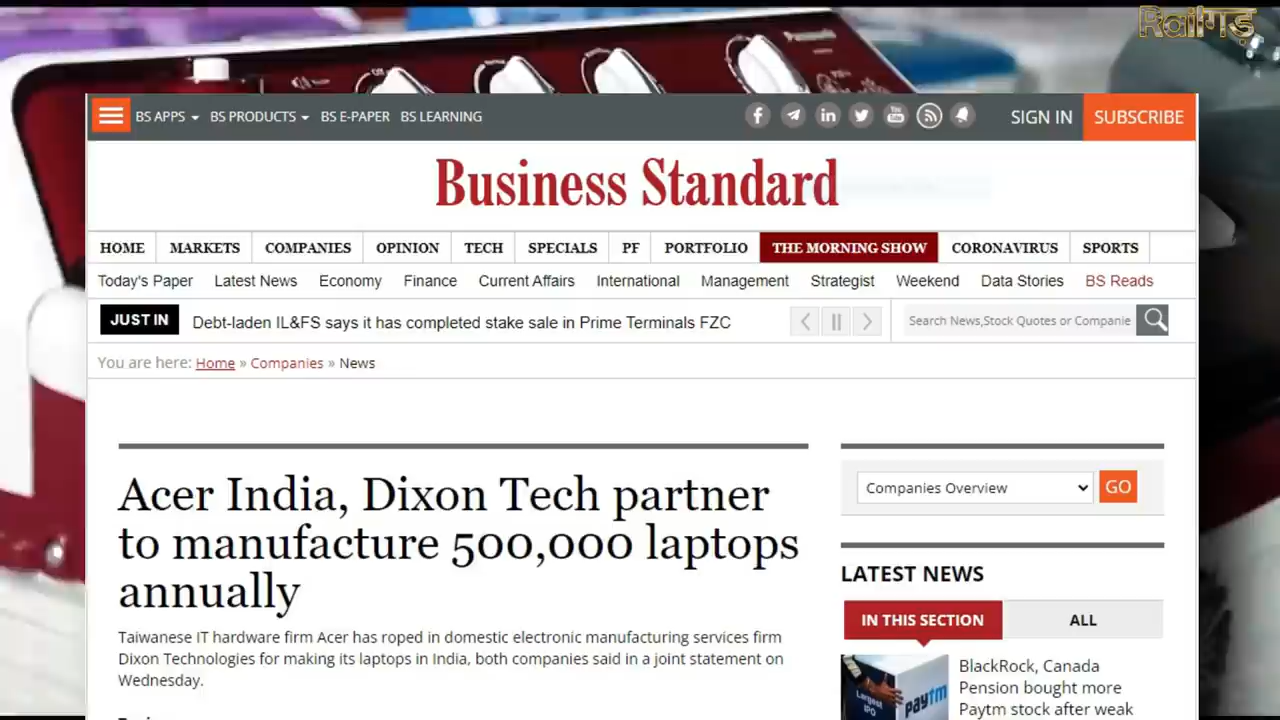 Railगड़
BS APPS
BS PRODUCTS
BS E-PAPER
BS LEARNING
SIGN IN
SUBSCRIBE
Business Standard
HOME
MARKETS
COMPANIES
OPINION
TECH
SPECIALS
PF
PORTFOLIO
THE MORNING SHOW
CORONAVIRUS
SPORTS
Today's Paper
Latest News
Economy
Finance
Current Affairs
International
Management
Strategist
Weekend
Data Stories
BS Reads
JUST IN
Debt-laden IL&FS says it has completed stake sale in Prime Terminals FZC
Search News,Stock Quotes or Companie
You are here: Home » Companies » News
Acer India, Dixon Tech partner
to manufacture 500,000 laptops
annually
Taiwanese IT hardware firm Acer has roped in domestic electronic manufacturing services firm
Dixon Technologies for making its laptops in India, both companies said in a joint statement on
Wednesday.
Companies Overview
GO
LATEST NEWS
IN THIS SECTION
ALL
BlackRock, Canada
Pension bought more
Paytm stock after weak
Largest
IPO
paytm